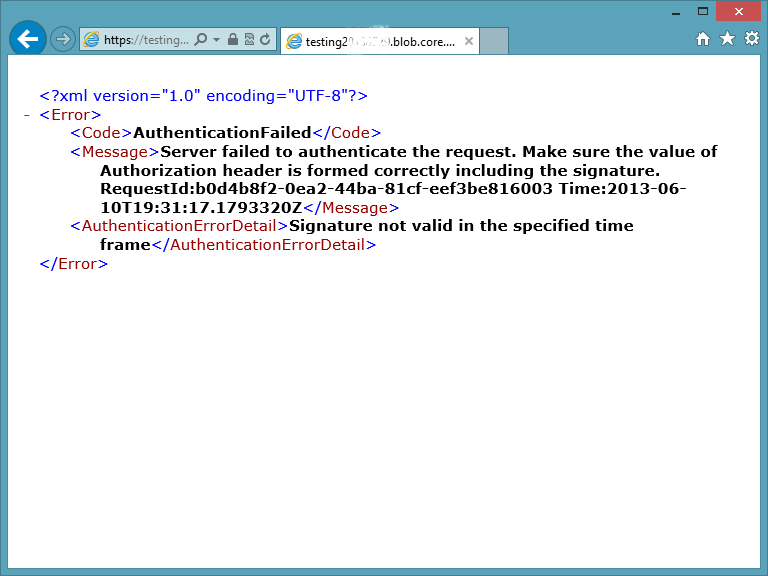 https://testing...
.blob.core....
<?xml version="1.0" encoding="UTF-8"?>
- <Error>
<Code>AuthenticationFailed</Code>
<Message>Server failed to authenticate the request. Make sure the value of
Authorization header is formed correctly including the signature.
RequestId:b0d4b8f2-0ea2-44ba-81cf-eef3be816003 Time:2013-06-
10T19:31:17.1793320Z</Message>
<AuthenticationErrorDetail>Signature not valid in the specified time
frame</AuthenticationErrorDetail>
</Error>